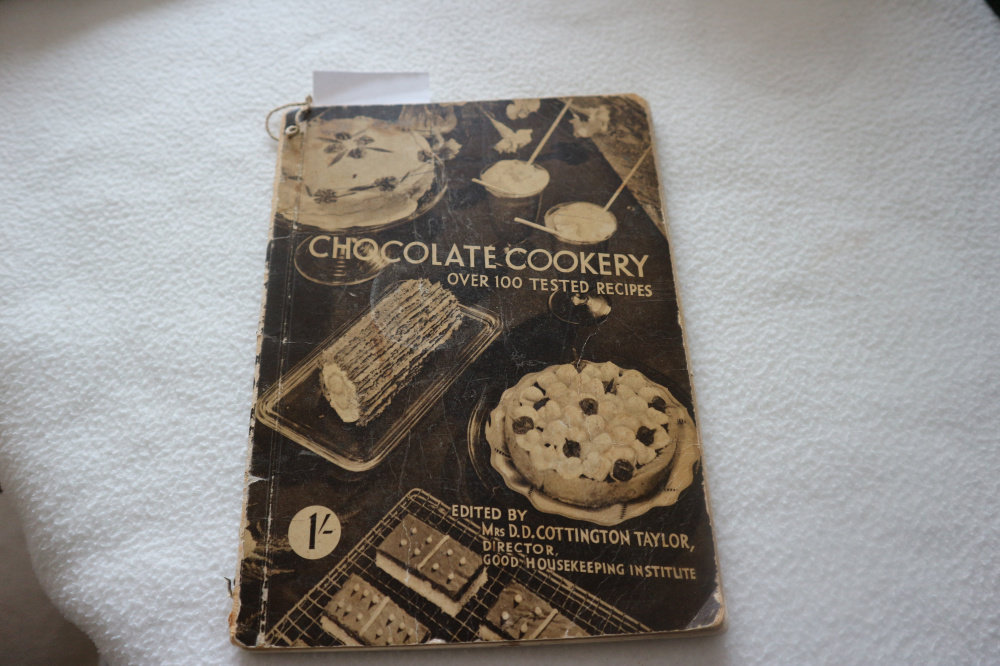 CHOCOLATE COOKERY
OVER 100 TESTED RECIPES
1/-
EDITED BY
MRS D.D. COTTINGTON TAYLOR,
DIRECTOR,
GOOD HOUSEKEEPING INSTITUTE